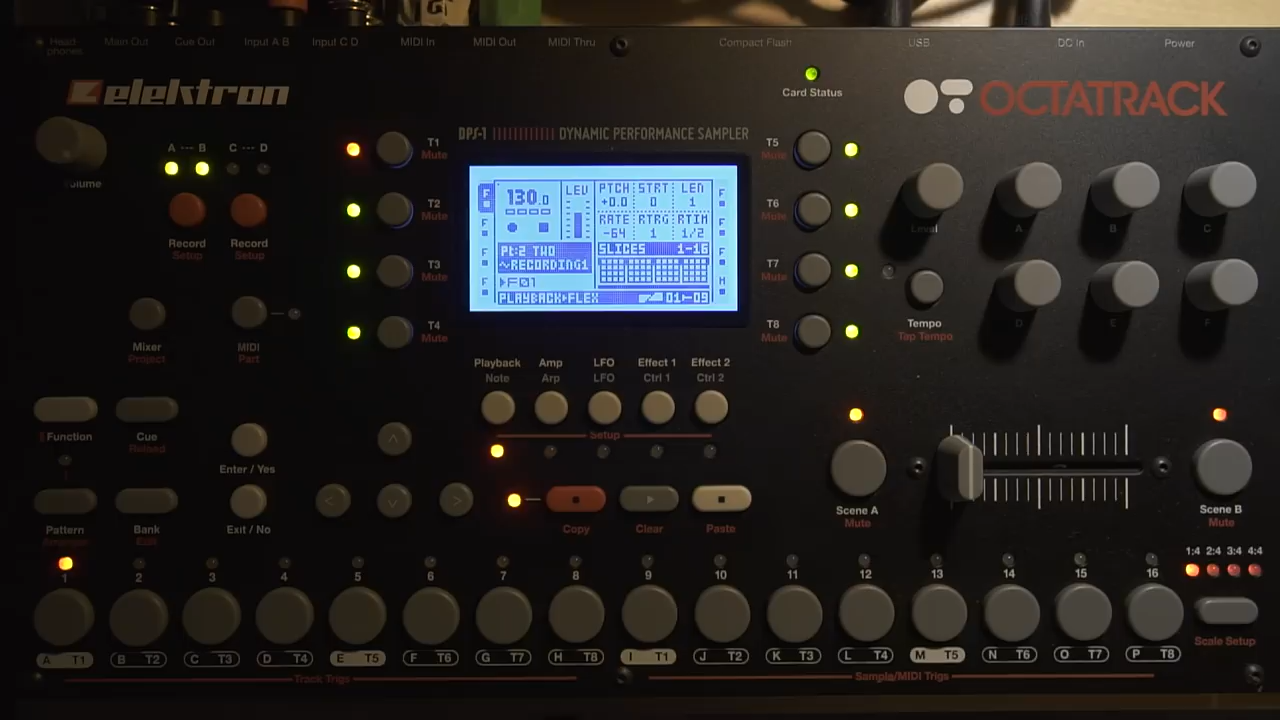 Head phones
Main Out
Cue Out
Input A B
Input C D
MIDI In
MIDI Out
MIDI Thru
Compact Flash
USB
DC In
Power
elektron
Card Status
OCTATRACK
DPS-1 DYNAMIC PERFORMANCE SAMPLER
Volume
A --- B
C --- D
Record
Setup
Record
Setup
T1
Mute
T2
Mute
T3
Mute
T4
Mute
130.0
LEV
PTCH STRT LEN
+0.0 0 1
RATE RTRG RTIM
-64 1 1/2
PT:2 TWO
~RECORDING1
SLICES 1-16
PLAYBACK FLEX
01 09
F
F
F
F
F
F
F
H
T5
Mute
T6
Mute
T7
Mute
T8
Mute
Level
A
B
C
Tempo
Tap Tempo
D
E
F
Mixer
Project
MIDI
Part
Playback Amp LFO Effect 1 Effect 2
Note Arp LFO Ctrl 1 Ctrl 2
Setup
Function
Cue
Reload
Enter / Yes
Pattern
Bank
Exit / No
Copy Clear Paste
Scene A
Mute
Scene B
Mute
1:4 2:4 3:4 4:4
1 2 3 4 5 6 7 8 9 10 11 12 13 14 15 16
A T1 B T2 C T3 D T4 E T5 F T6 G T7 H T8 I T1 J T2 K T3 L T4 M T5 N T6 O T7 P T8
Scale Setup
Track Trigs
Sample/MIDI Trigs